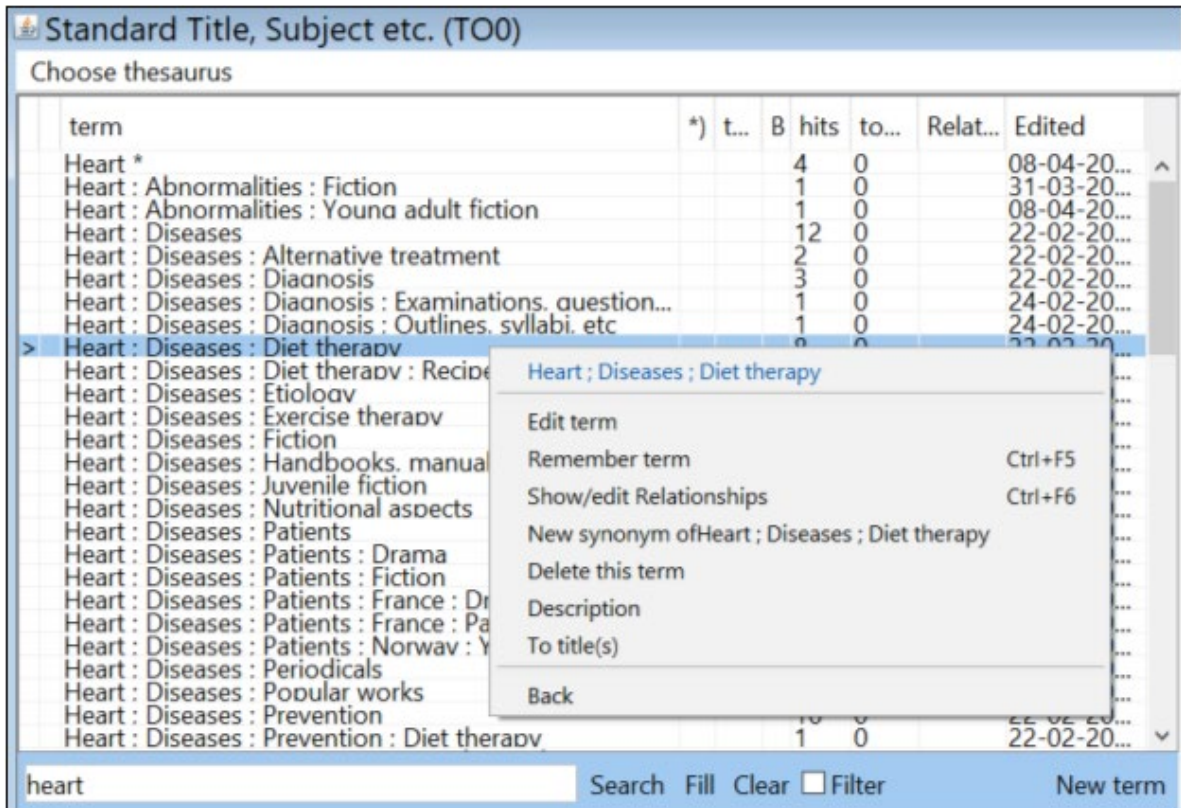 Standard Title, Subject etc. (TO0)
Choose thesaurus
term *) t... B hits to... Relat... Edited
Heart * 4 0 08-04-20...
Heart : Abnormalities : Fiction 1 0 31-03-20...
Heart : Abnormalities : Young adult fiction 1 0 08-04-20...
Heart : Diseases 12 0 22-02-20...
Heart : Diseases : Alternative treatment 2 0 22-02-20...
Heart : Diseases : Diagnosis 3 0 22-02-20...
Heart : Diseases : Diagnosis : Examinations, question... 1 0 24-02-20...
Heart : Diseases : Diagnosis : Outlines, syllabi, etc 1 0 24-02-20...
> Heart : Diseases : Diet therapy 8 0 22-02-20...
Heart : Diseases : Diet therapy : Recipe
Heart : Diseases : Etiology
Heart : Diseases : Exercise therapy
Heart : Diseases : Fiction
Heart : Diseases : Handbooks, manual
Heart : Diseases : Juvenile fiction
Heart : Diseases : Nutritional aspects
Heart : Diseases : Patients
Heart : Diseases : Patients : Drama
Heart : Diseases : Patients : Fiction
Heart : Diseases : Patients : France : Dr
Heart : Diseases : Patients : France : Pa
Heart : Diseases : Patients : Norway : Y
Heart : Diseases : Periodicals
Heart : Diseases : Popular works
Heart : Diseases : Prevention 22-02-20...
Heart : Diseases : Prevention : Diet therapy 1 0 22-02-20...
Heart ; Diseases ; Diet therapy
Edit term
Remember term Ctrl+F5
Show/edit Relationships Ctrl+F6
New synonym ofHeart ; Diseases ; Diet therapy
Delete this term
Description
To title(s)
Back
heart Search Fill Clear Filter New term